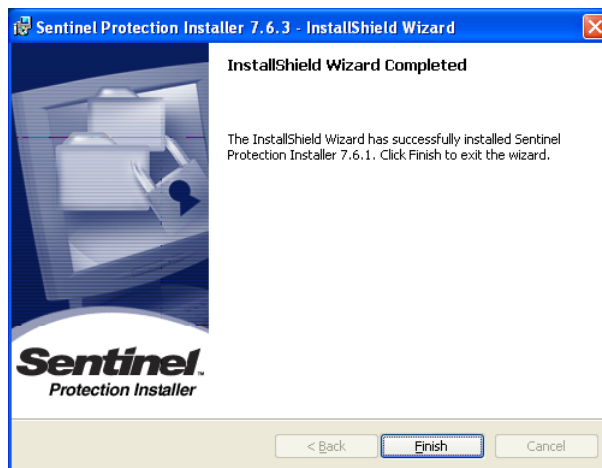 Sentinel Protection Installer 7.6.3 - InstallShield Wizard
InstallShield Wizard Completed
The InstallShield Wizard has successfully installed Sentinel
Protection Installer 7.6.1. Click Finish to exit the wizard.
Sentinel™
Protection Installer
< Back
Finish
Cancel